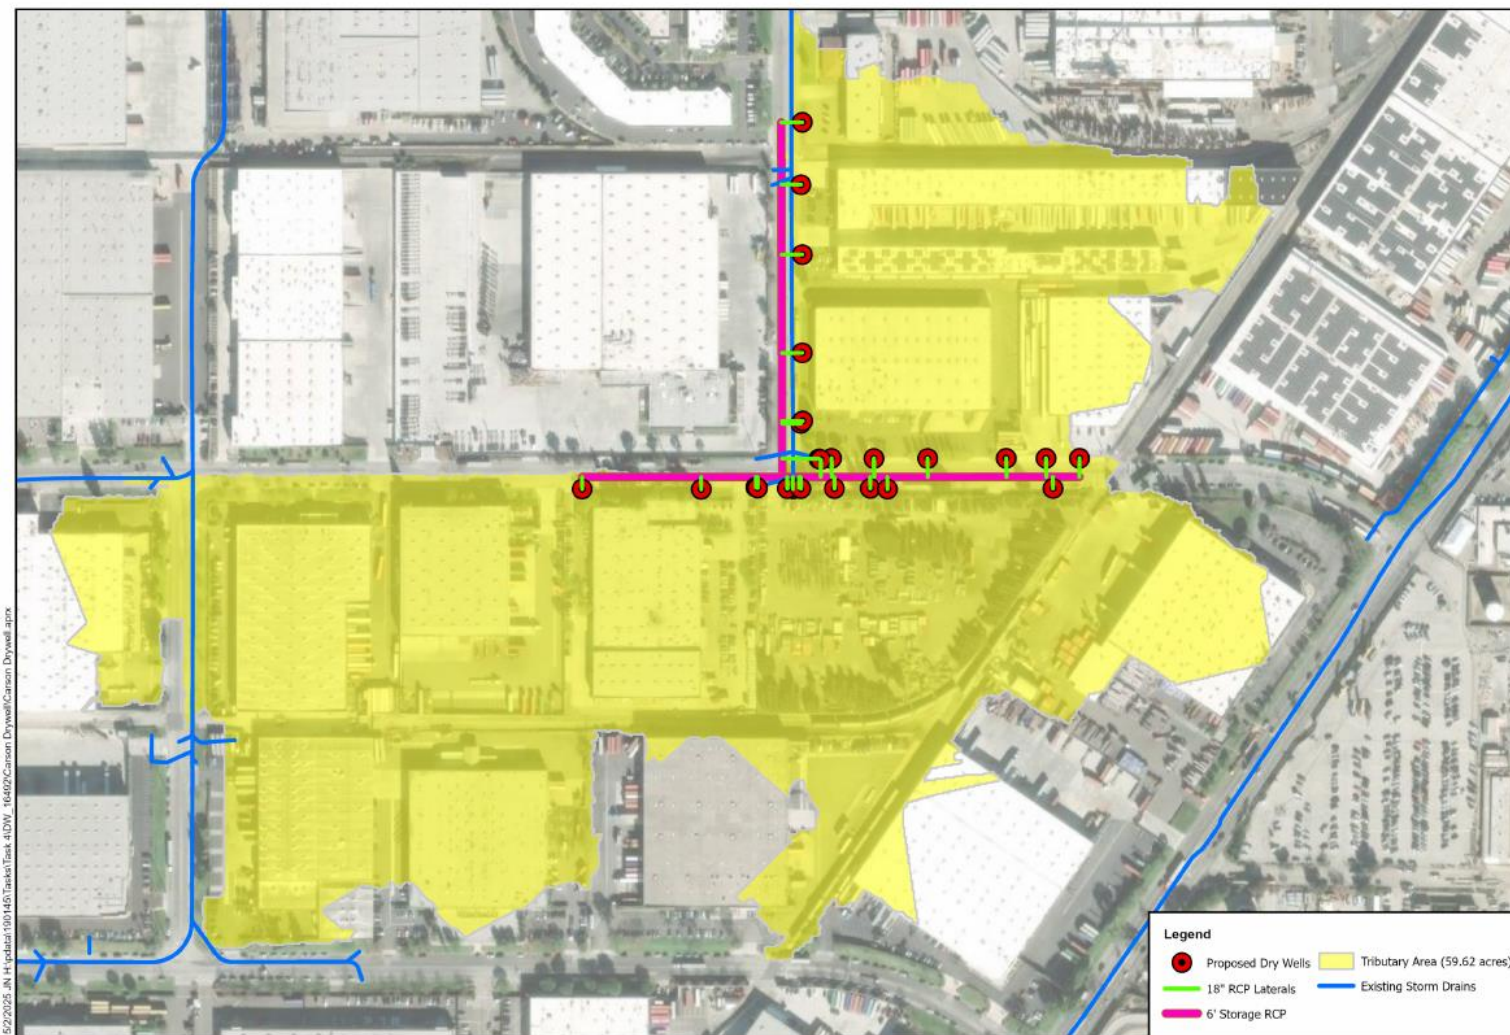 5/2/2025 JN H:\pdata\190145\Tasks\Task 4\DW_16492\Carson Drywell\Carson Drywell.aprx
Legend
Proposed Dry Wells
Tributary Area (59.62 acres)
18" RCP Laterals
Existing Storm Drains
6' Storage RCP